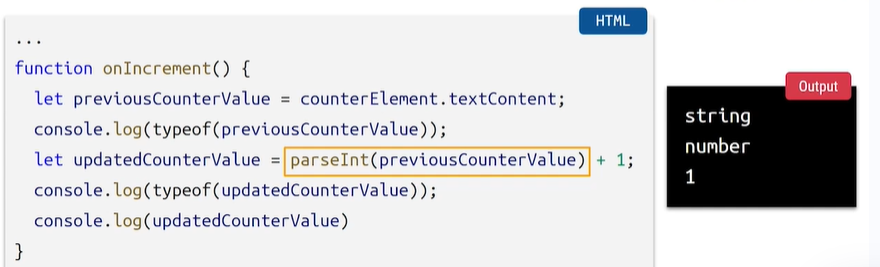 HTML
...
function onIncrement() {
  let previousCounterValue = counterElement.textContent;
  console.log(typeof(previousCounterValue));
  let updatedCounterValue = parseInt(previousCounterValue) + 1;
  console.log(typeof(updatedCounterValue));
  console.log(updatedCounterValue)
}
Output
string
number
1